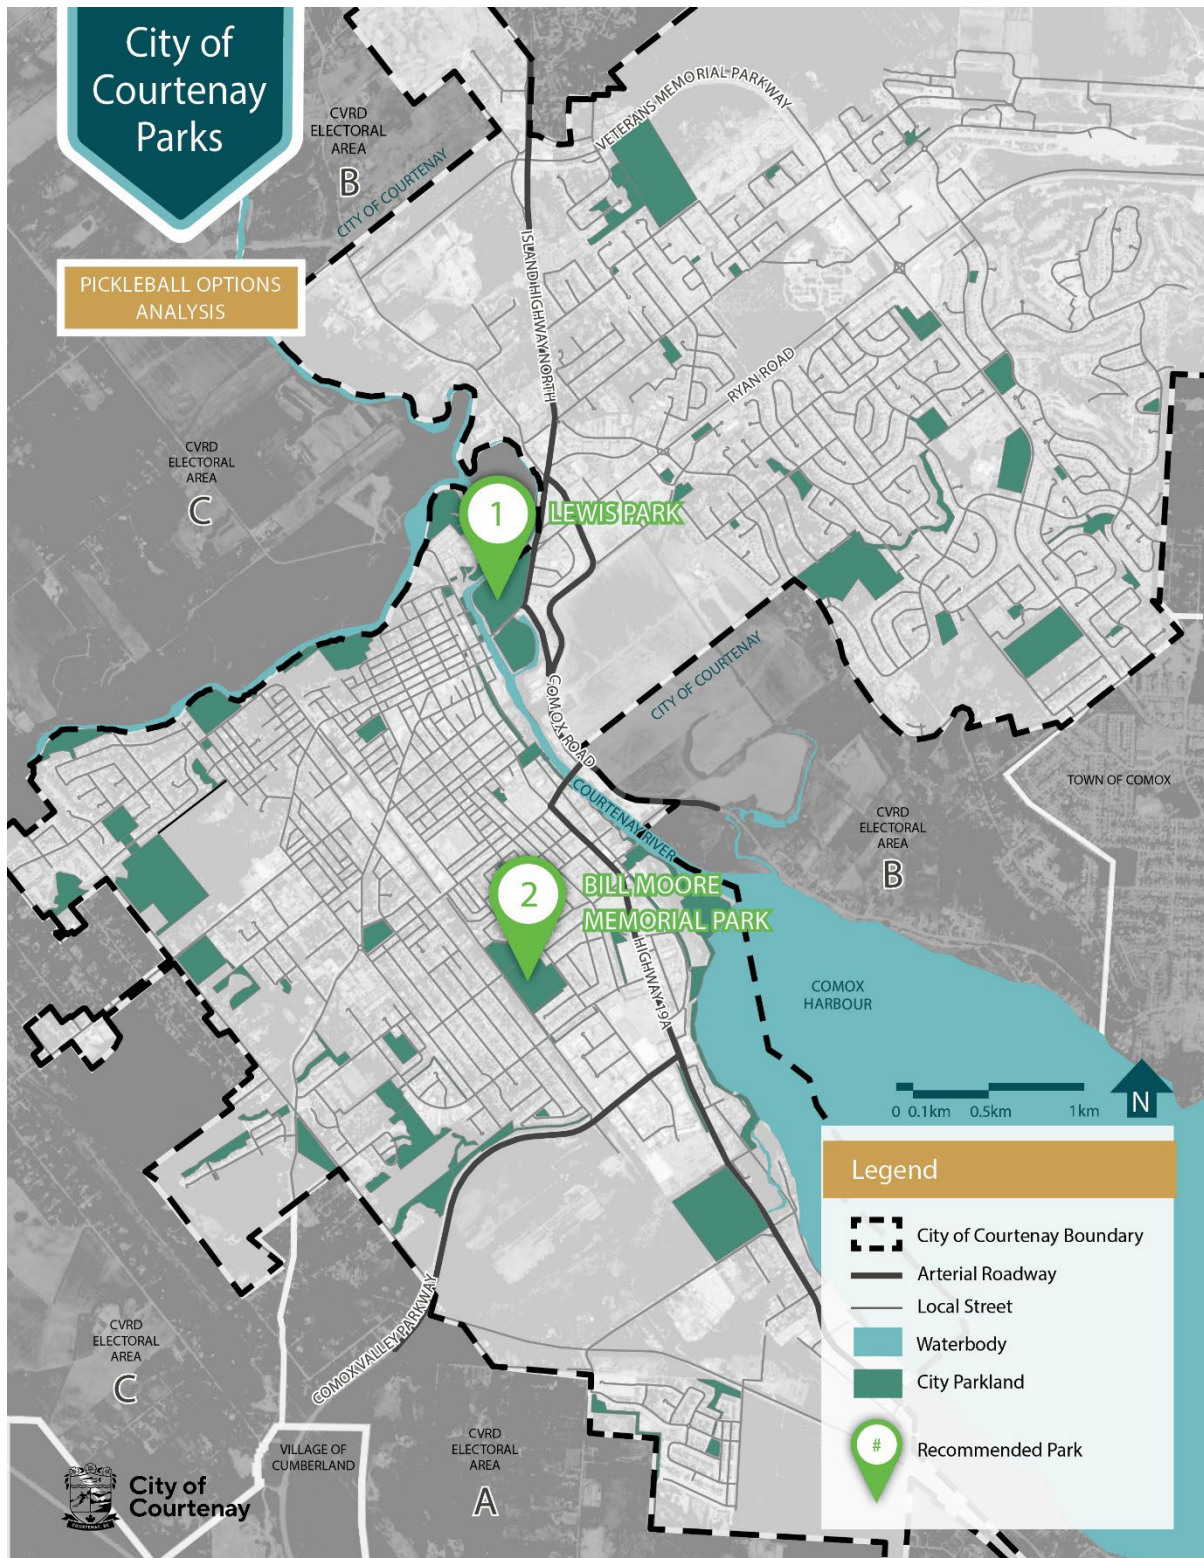 City of
Courtenay
Parks
PICKLEBALL OPTIONS
ANALYSIS
CVRD
ELECTORAL
AREA
B
CITY OF COURTENAY
VETERANS MEMORIAL PARKWAY
ISLAND HIGHWAY NORTH
RYAN ROAD
CVRD
ELECTORAL
AREA
C
1
LEWIS PARK
CITY OF COURTENAY
COMOX ROAD
COURTENAY RIVER
TOWN OF COMOX
CVRD
ELECTORAL
AREA
B
2
BILL MOORE
MEMORIAL PARK
HIGHWAY 19A
COMOX
HARBOUR
0 0.1km 0.5km 1km
N
Legend
City of Courtenay Boundary
Arterial Roadway
Local Street
Waterbody
City Parkland
#
Recommended Park
COMOX VALLEY PARKWAY
CVRD
ELECTORAL
AREA
C
VILLAGE OF
CUMBERLAND
CVRD
ELECTORAL
AREA
A
City of
Courtenay
COURTENAY, BC